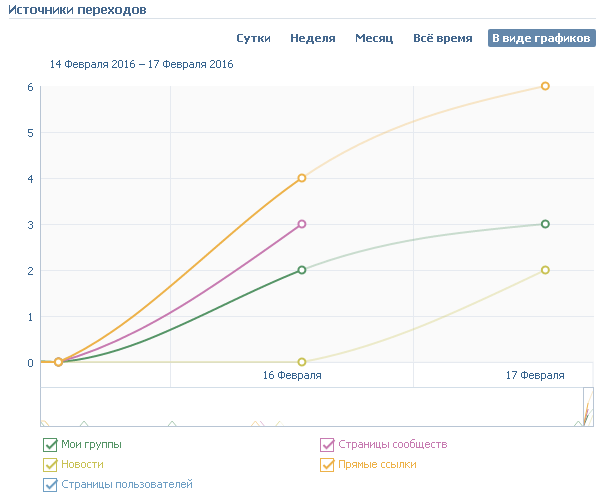 Источники переходов
Сутки Неделя Месяц Всё время В виде графиков
14 Февраля 2016 – 17 Февраля 2016
6
5
4
3
2
1
0
16 Февраля 17 Февраля
Мои группы Страницы сообществ
Новости Прямые ссылки
Страницы пользователей